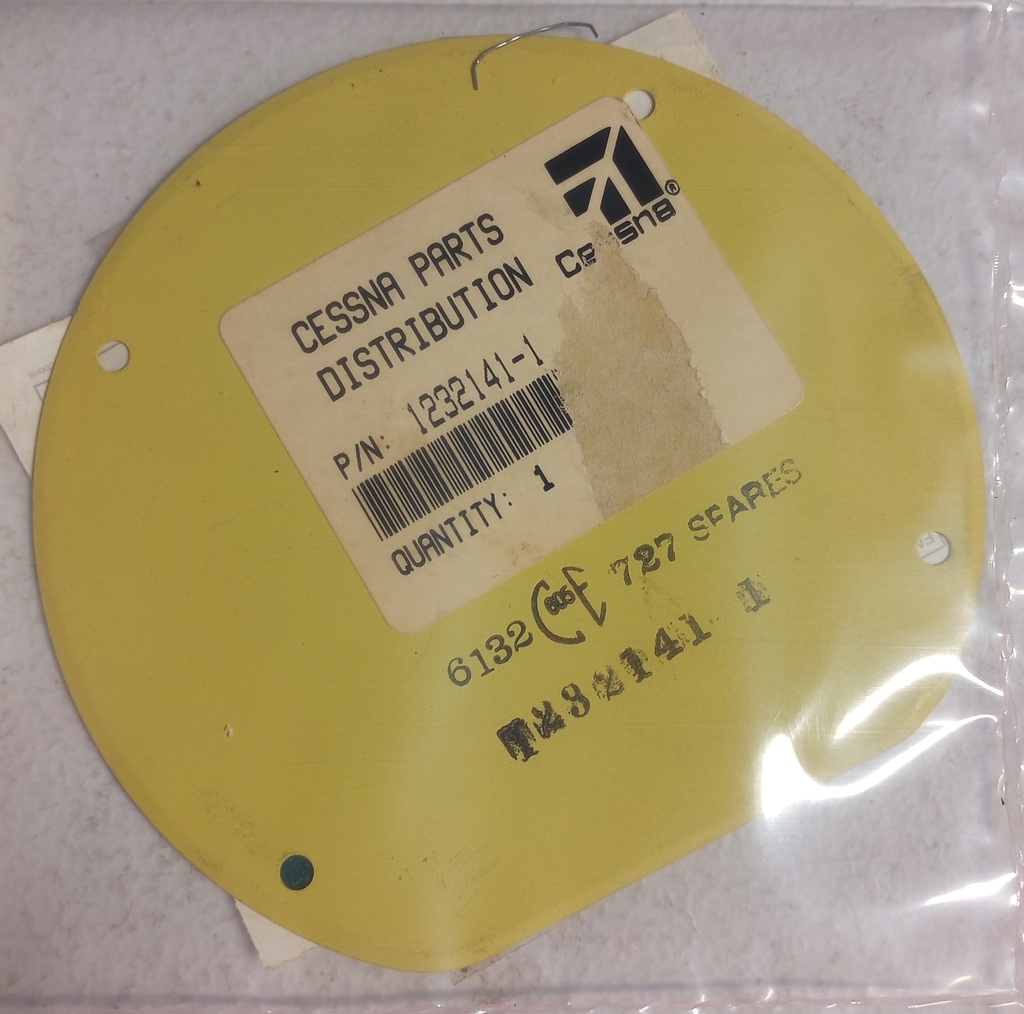 CESSNA PARTS
DISTRIBUTION
Cessna®
P/N: 1232141-1
QUANTITY: 1
6132 727 SPARES
1232141 1